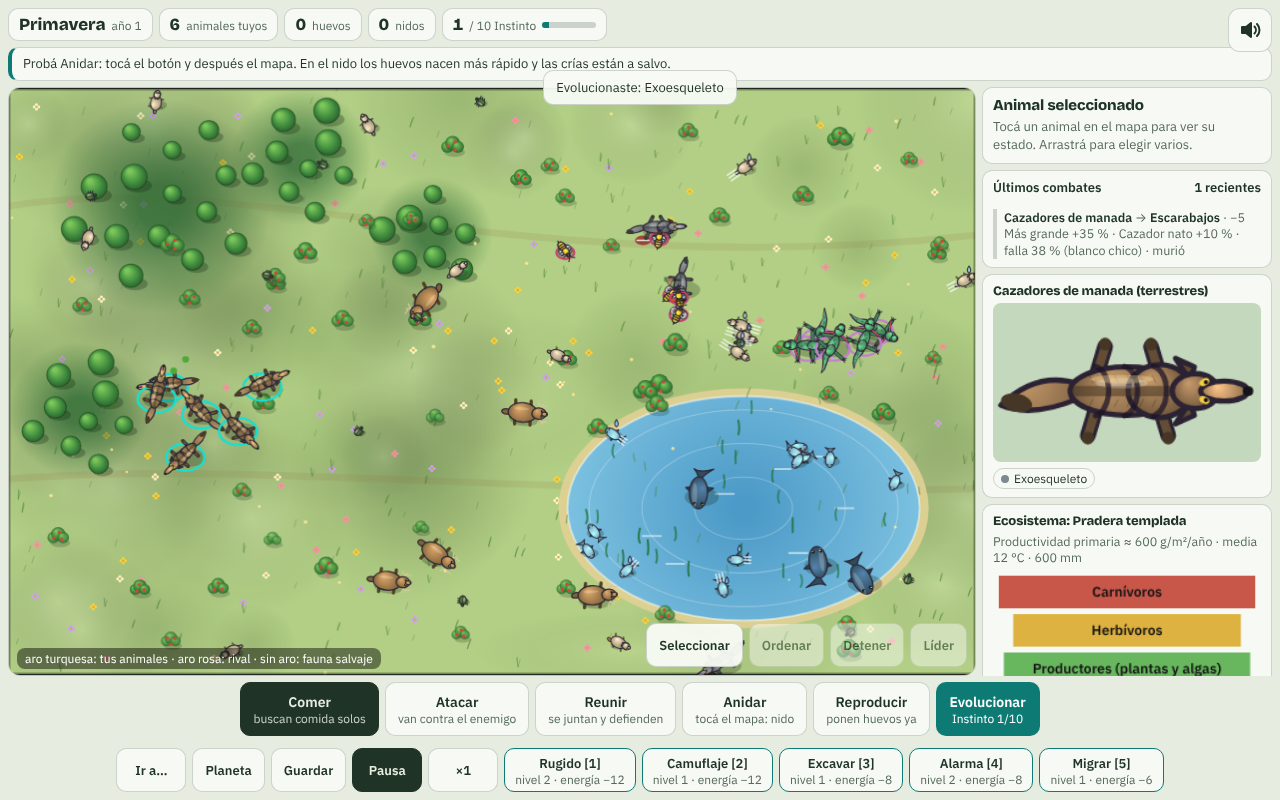 Primavera año 1
6 animales tuyos
0 huevos
0 nidos
1 / 10 Instinto
Probá Anidar: tocá el botón y después el mapa. En el nido los huevos nacen más rápido y las crías están a salvo.
Evolucionaste: Exoesqueleto
Animal seleccionado
Tocá un animal en el mapa para ver su
estado. Arrastrá para elegir varios.
Últimos combates 1 recientes
Cazadores de manada → Escarabajos · −5
Más grande +35 % · Cazador nato +10 % ·
falla 38 % (blanco chico) · murió
Cazadores de manada (terrestres)
Exoesqueleto
Ecosistema: Pradera templada
Productividad primaria ≈ 600 g/m²/año · media
12 °C · 600 mm
Carnívoros
Herbívoros
Productores (plantas y algas)
aro turquesa: tus animales · aro rosa: rival · sin aro: fauna salvaje
Seleccionar
Ordenar
Detener
Líder
Comer
buscan comida solos
Atacar
van contra el enemigo
Reunir
se juntan y defienden
Anidar
tocá el mapa: nido
Reproducir
ponen huevos ya
Evolucionar
Instinto 1/10
Ir a...
Planeta
Guardar
Pausa
×1
Rugido [1]
nivel 2 · energía −12
Camuflaje [2]
nivel 1 · energía −12
Excavar [3]
nivel 1 · energía −8
Alarma [4]
nivel 2 · energía −8
Migrar [5]
nivel 1 · energía −6